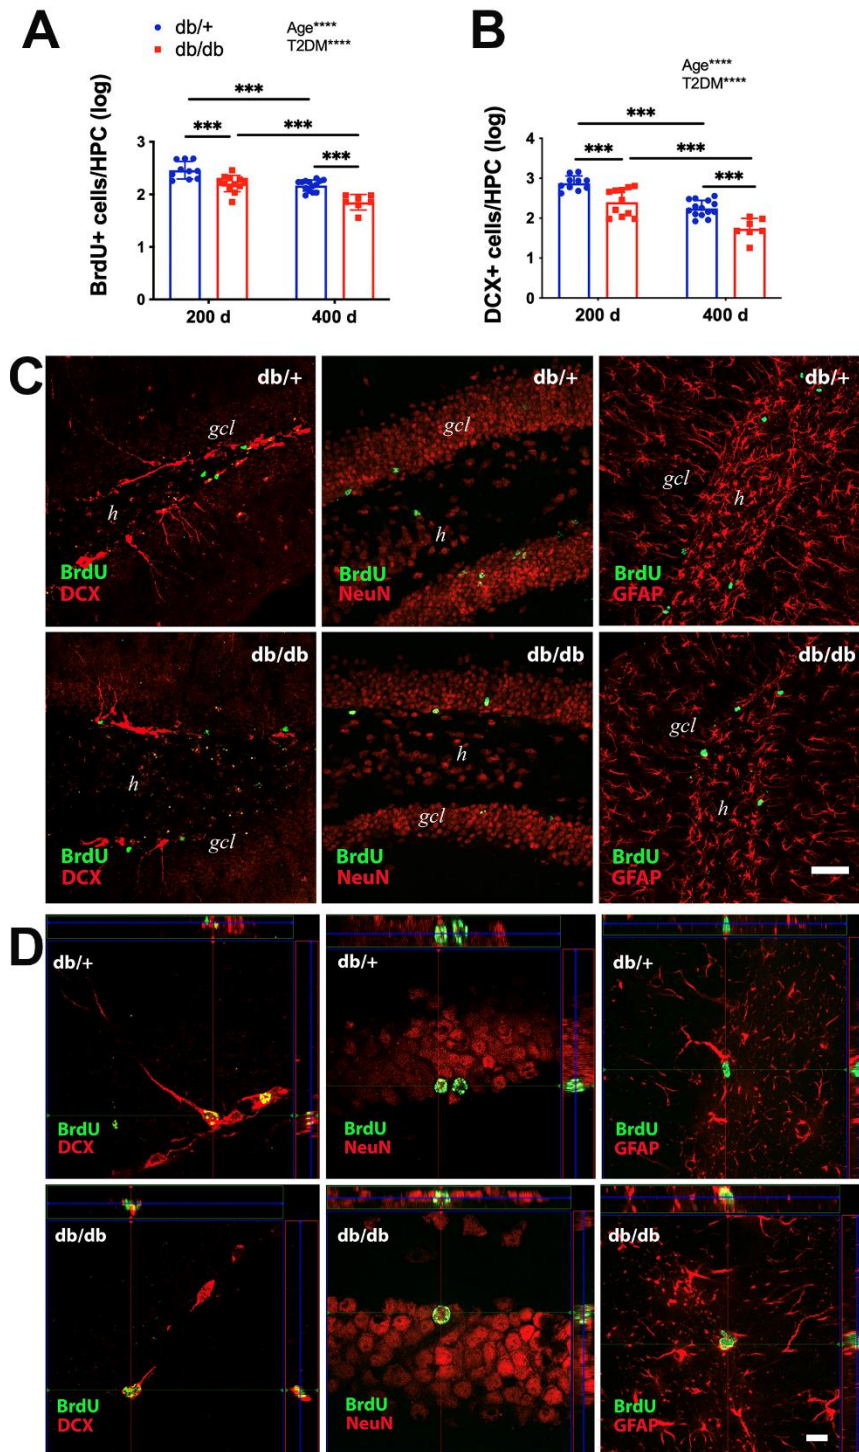 A
db/+
db/db
Age****
T2DM****
BrdU+ cells/HPC (log)
***
***
***
***
3
2
1
0
200 d
400 d
B
Age****
T2DM****
DCX+ cells/HPC (log)
***
***
***
***
4
3
2
1
0
200 d
400 d
C
db/+
gcl
h
BrdU
DCX
db/+
gcl
h
BrdU
NeuN
db/+
gcl
h
BrdU
GFAP
db/db
h
gcl
BrdU
DCX
db/db
h
gcl
BrdU
NeuN
db/db
gcl
h
BrdU
GFAP
D
db/+
BrdU
DCX
db/+
BrdU
NeuN
db/+
BrdU
GFAP
db/db
BrdU
DCX
db/db
BrdU
NeuN
db/db
BrdU
GFAP